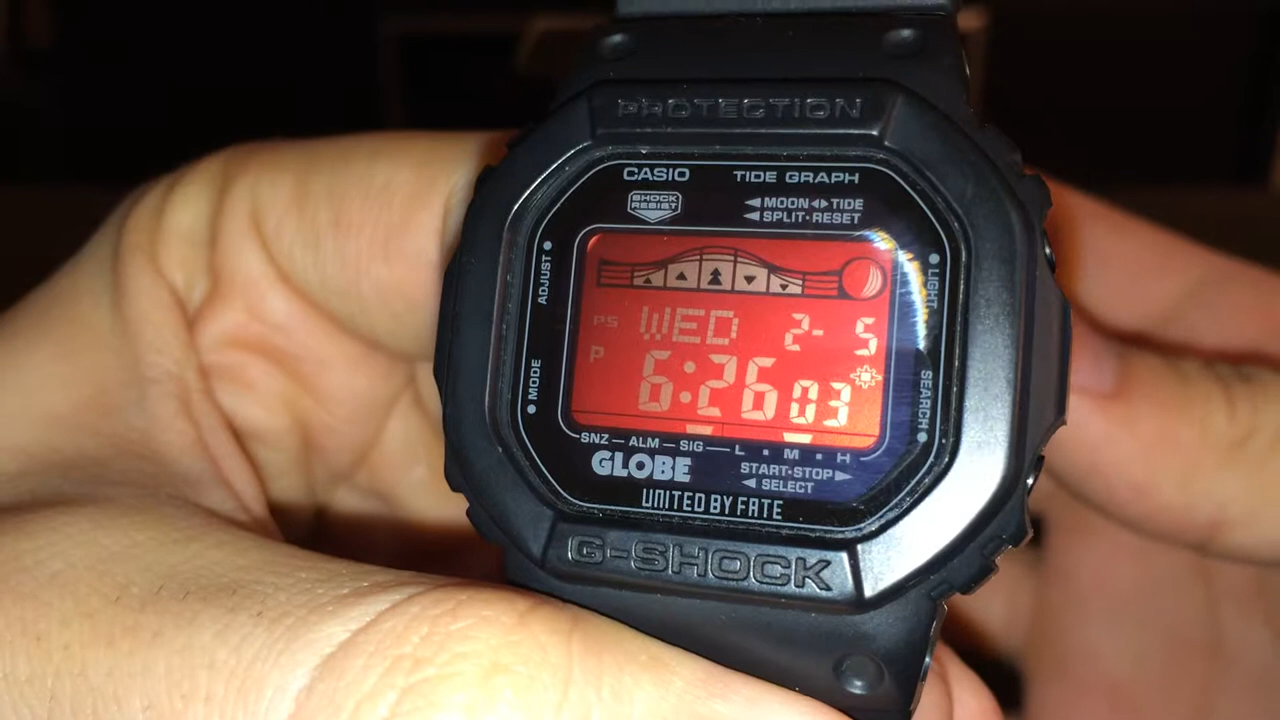 PROTECTION
CASIO TIDE GRAPH
SHOCK RESIST
MOON TIDE
SPLIT·RESET
ADJUST
LIGHT
PS WED 2- 5
P 6:26 03
MODE
SEARCH
SNZ — ALM — SIG — L · M · H
GLOBE
START·STOP
SELECT
UNITED BY FATE
G-SHOCK